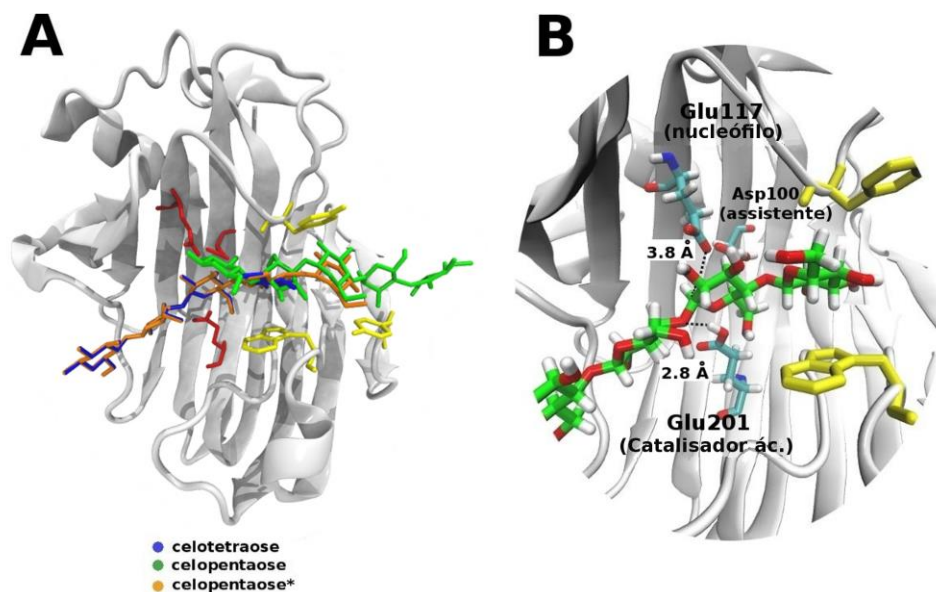 A
celotetraose
celopentaose
celopentaose*
B
Glu117
(nucleófilo)
Asp100
(assistente)
3.8 Å
2.8 Å
Glu201
(Catalisador ác.)